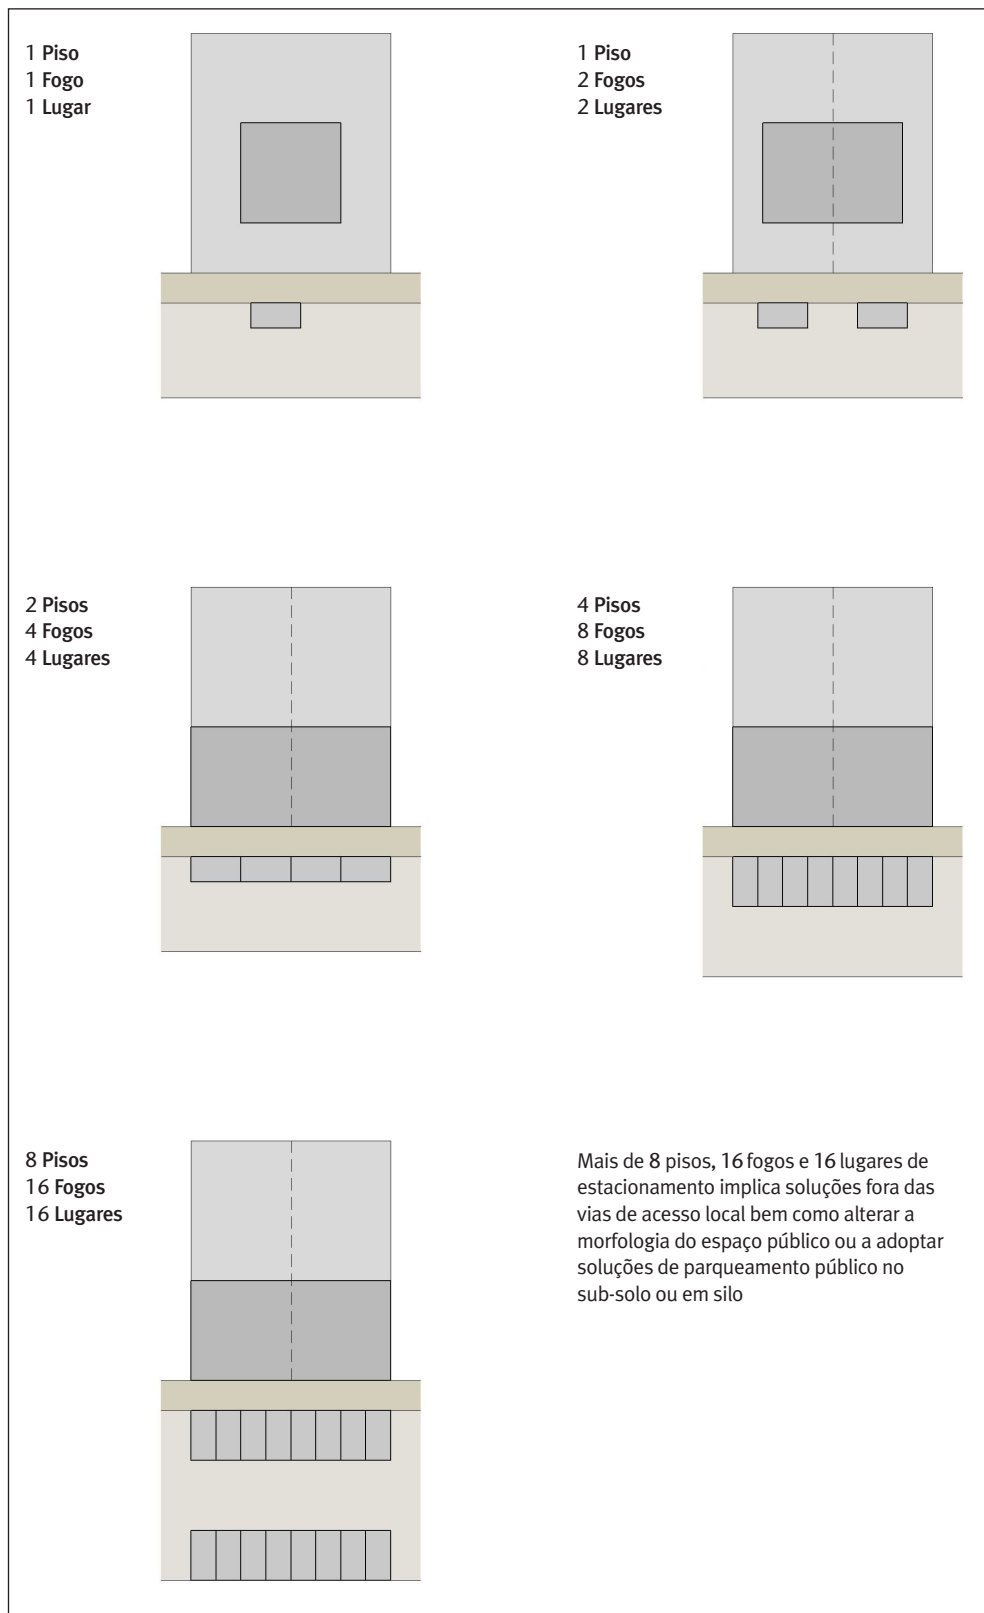 1 Piso
1 Fogo
1 Lugar
1 Piso
2 Fogos
2 Lugares
2 Pisos
4 Fogos
4 Lugares
4 Pisos
8 Fogos
8 Lugares
8 Pisos
16 Fogos
16 Lugares
Mais de 8 pisos, 16 fogos e 16 lugares de
estacionamento implica soluções fora das
vias de acesso local bem como alterar a
morfologia do espaço público ou a adoptar
soluções de parqueamento público no
sub-solo ou em silo